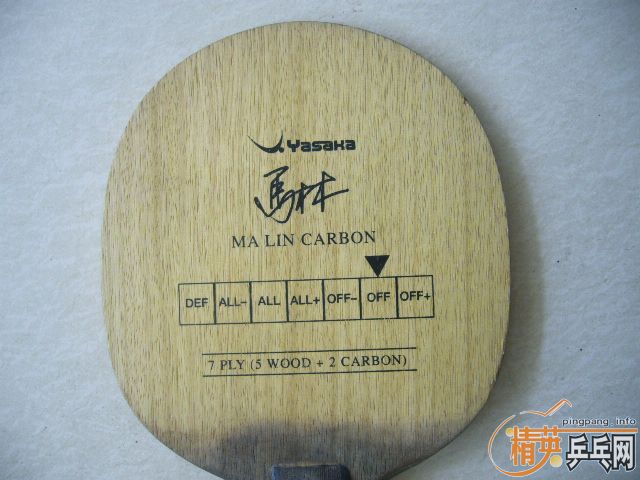 Yasaka
馬林
MA LIN CARBON
DEF ALL- ALL ALL+ OFF- OFF OFF+
7 PLY (5 WOOD + 2 CARBON)
pingpang.info
精英乒乓网